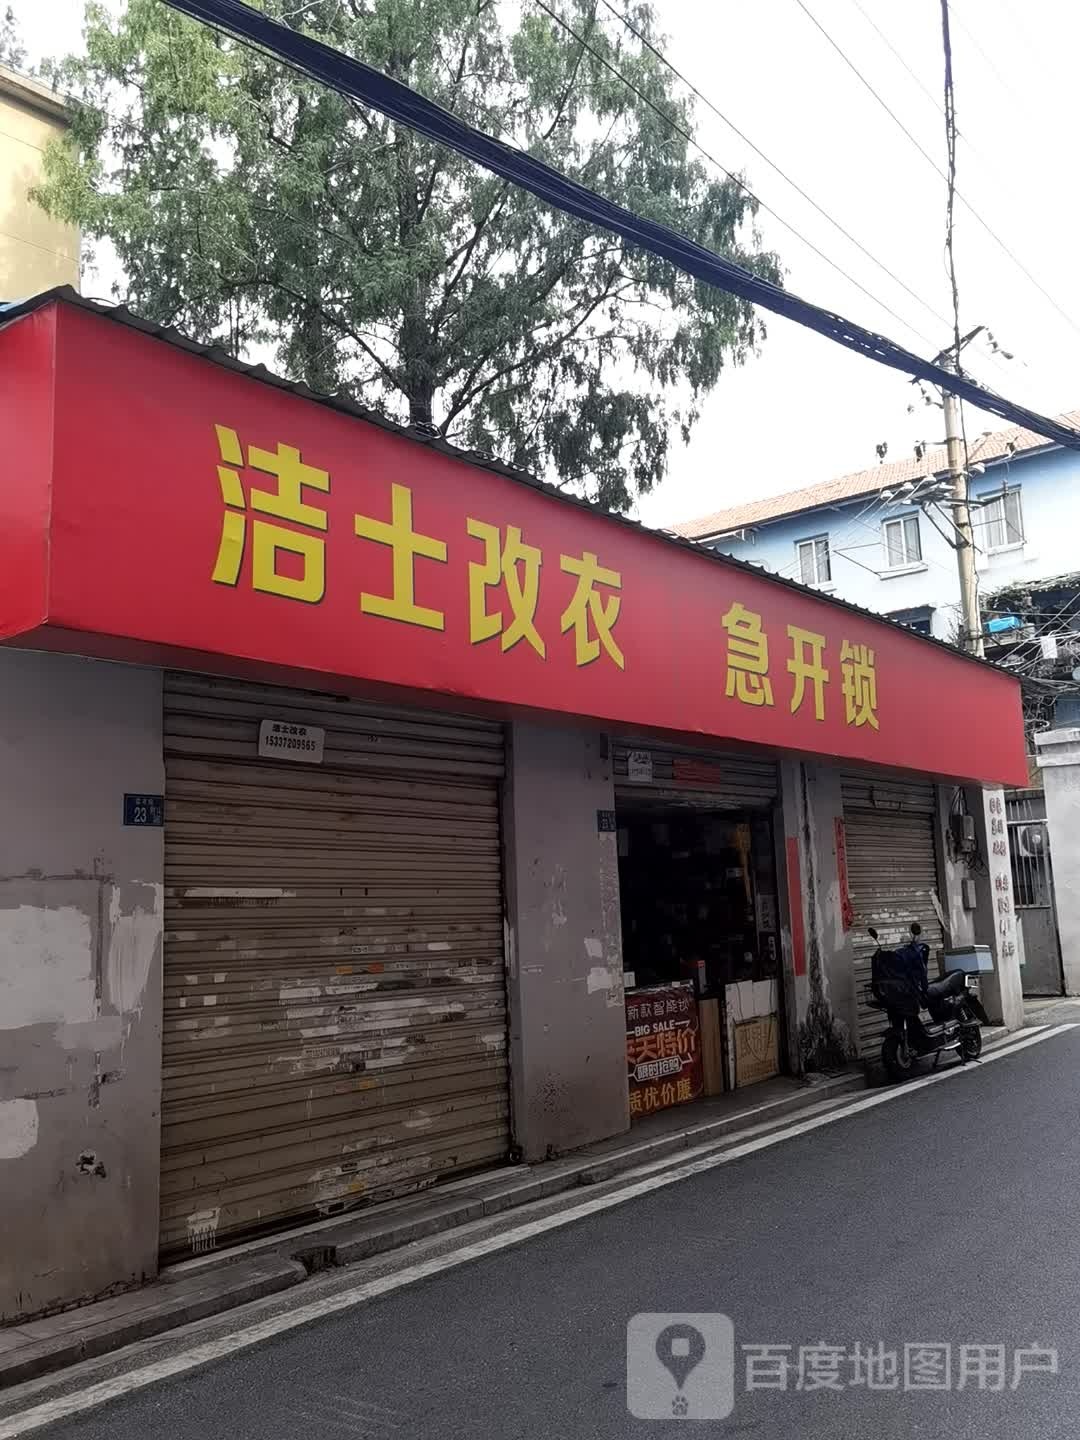 洁士改衣 急开锁
洁士改衣
15337209565
23
23
新款智能锁
BIG SALE
天天特价
限时抢购
质优价廉
百度地图用户